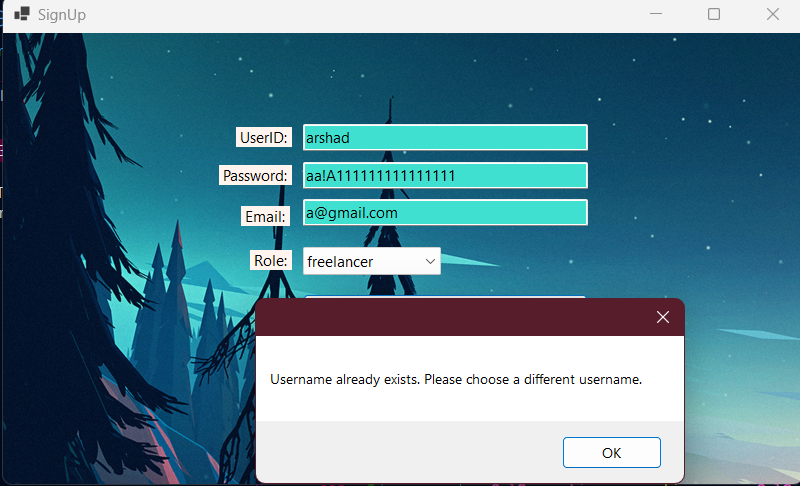 SignUp
UserID:
arshad
Password:
aa!A111111111111111
Email:
a@gmail.com
Role:
freelancer
Username already exists. Please choose a different username.
OK